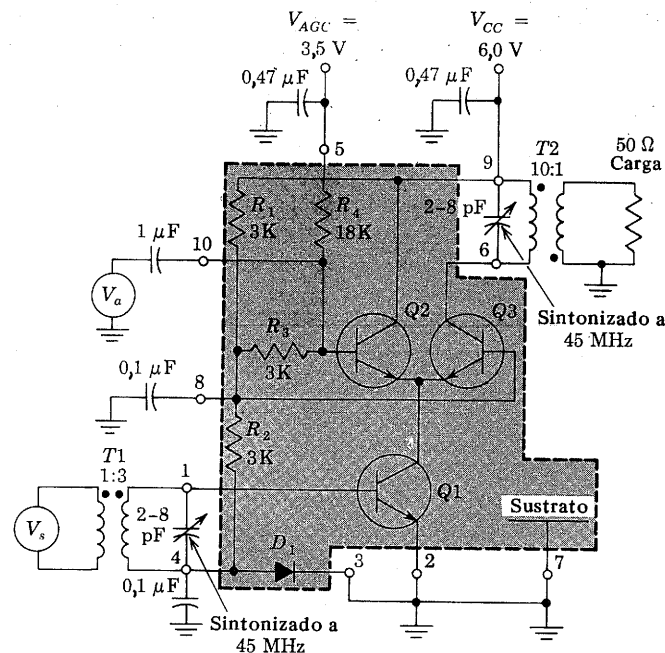 V_AGC =
3,5 V
V_CC =
6,0 V
0,47 μF
0,47 μF
5
9
T2
10:1
50 Ω
Carga
R₁
3K
R₄
18K
2-8
pF
1 μF
10
6
V_a
Q2
Q3
Sintonizado a
45 MHz
R₃
3K
0,1 μF
8
R₂
3K
T1
1:3
1
Q1
V_s
2-8
pF
Sustrato
D₁
4
3
2
7
0,1 μF
Sintonizado a
45 MHz